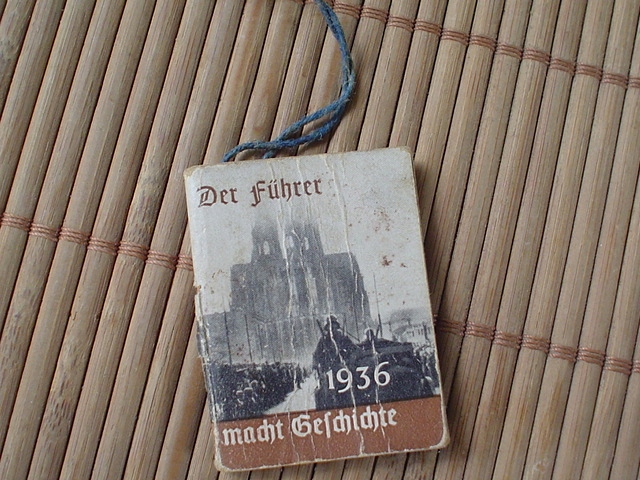 Der Führer
1936
macht Geſchichte